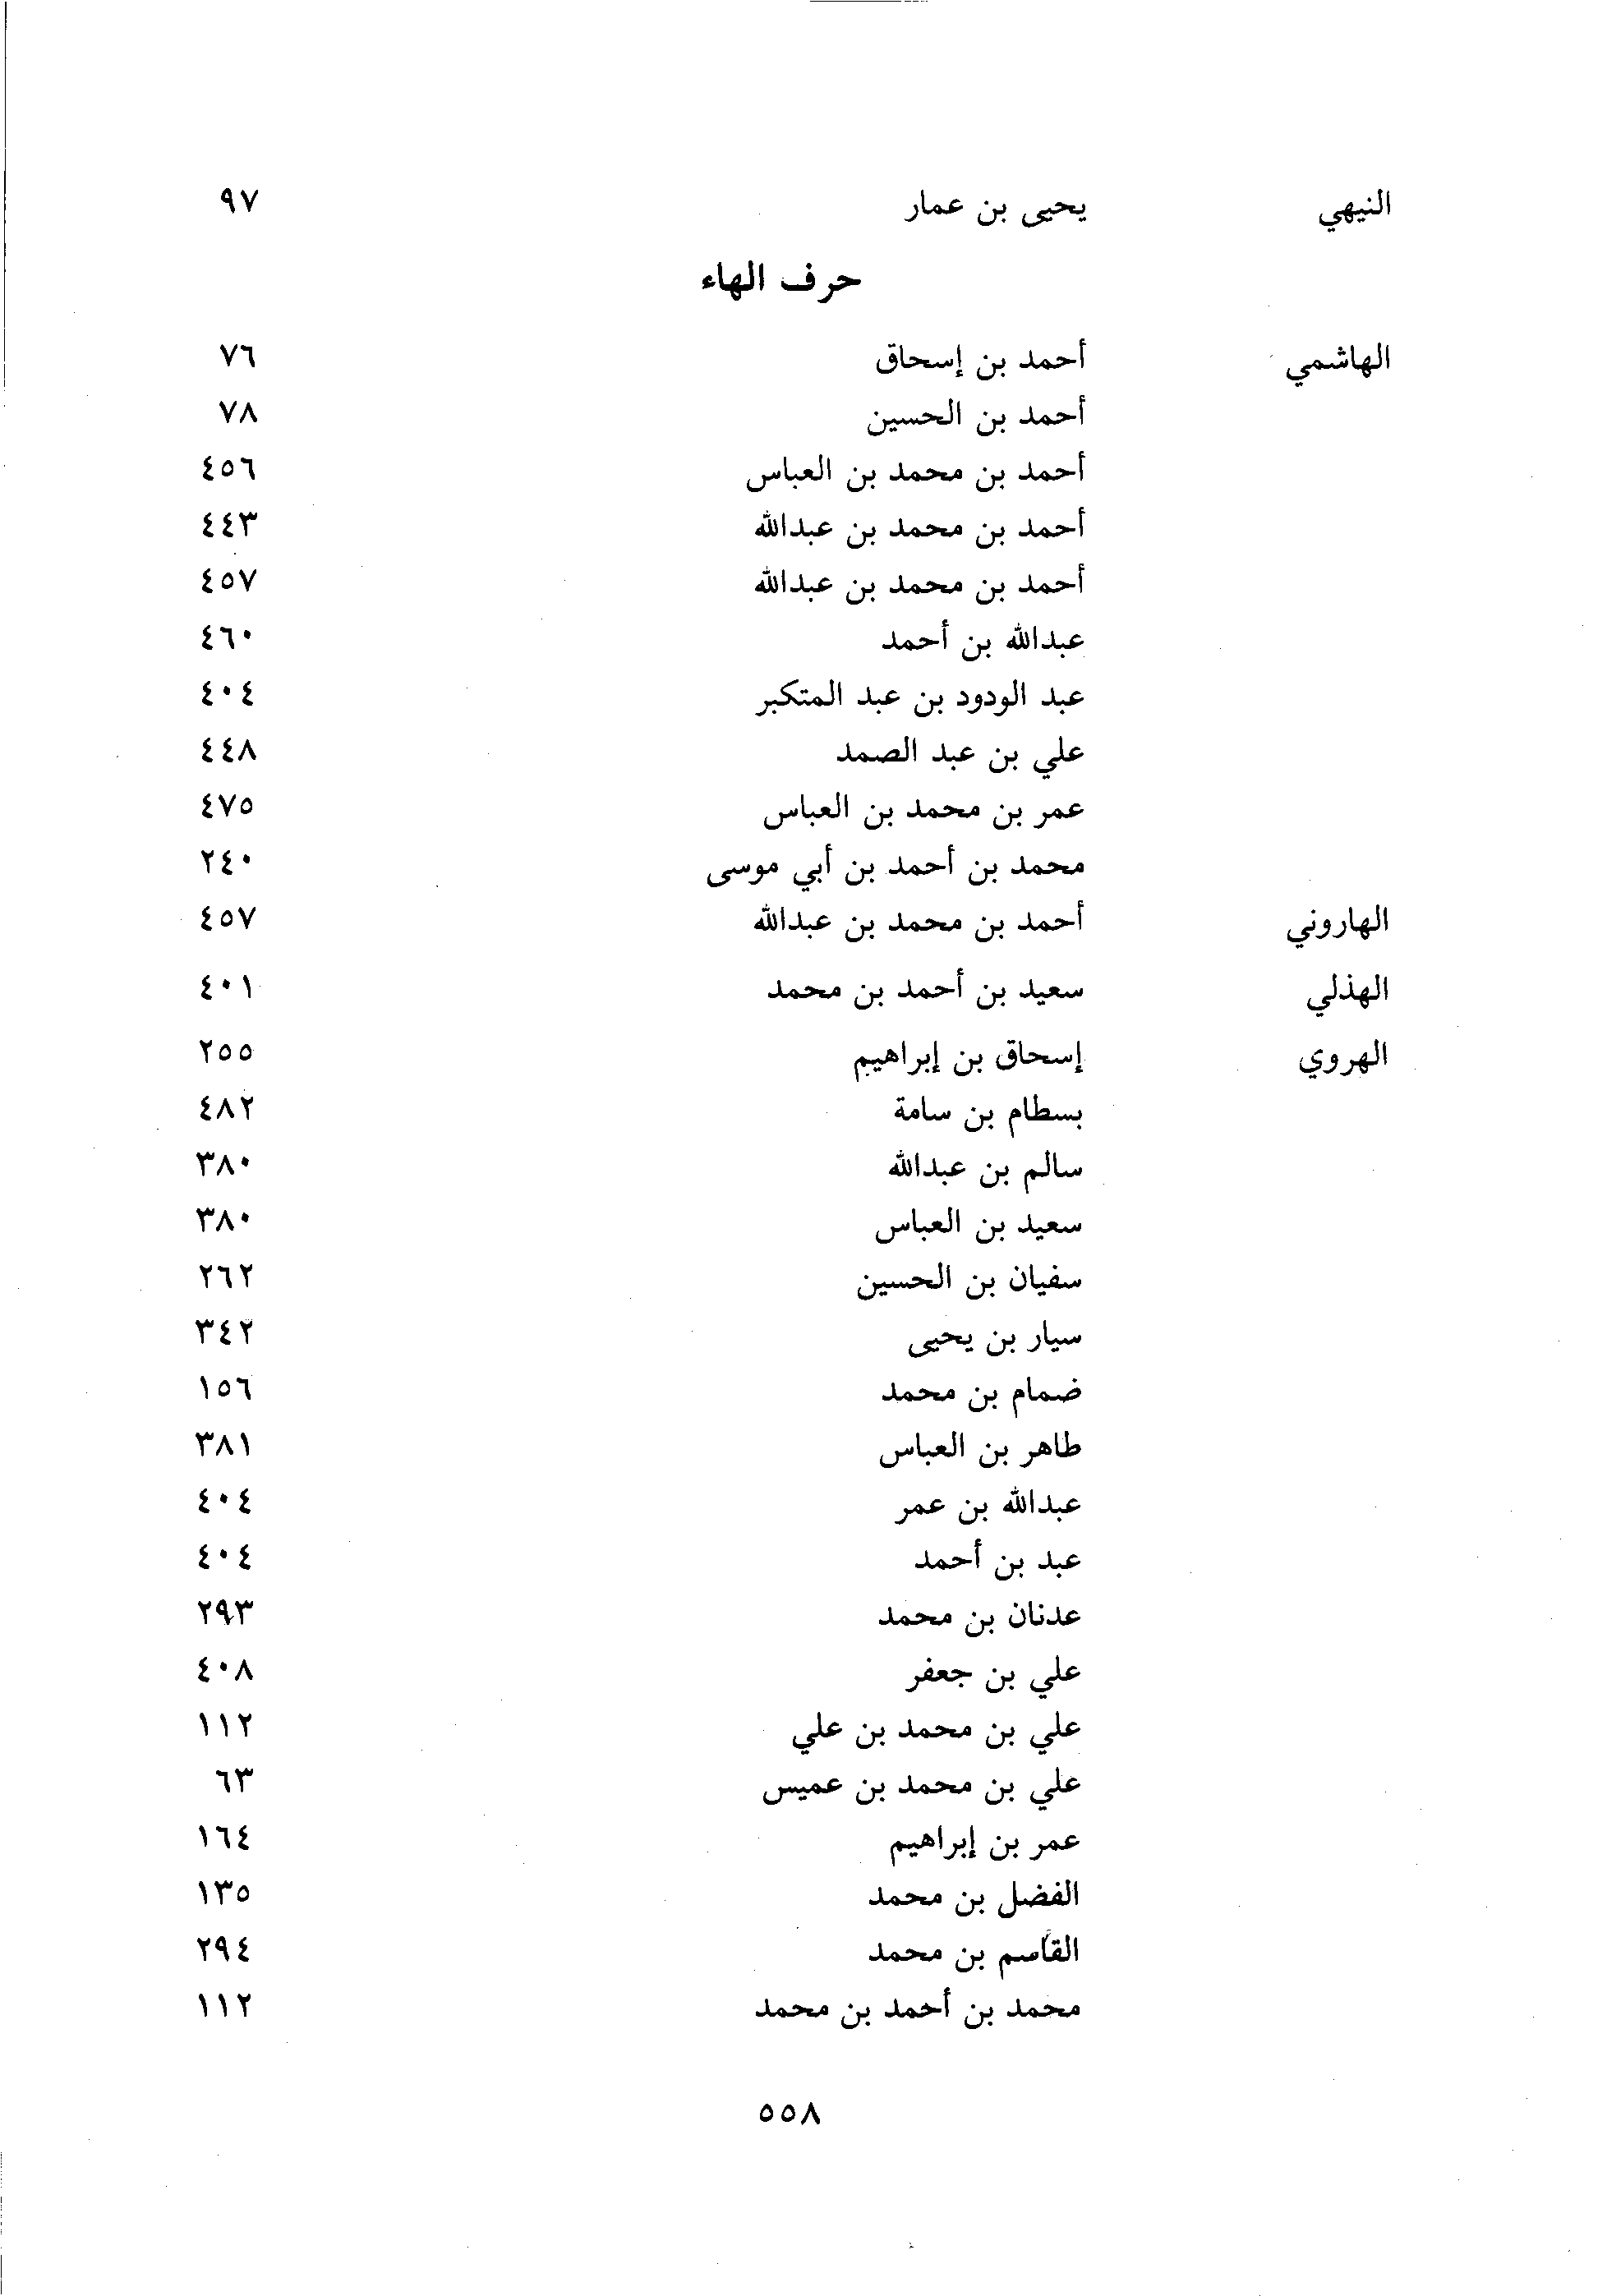 النيهي يحيى بن عمار ٩٧
حرف الهاء
الهاشمي أحمد بن إسحاق ٧٦
أحمد بن الحسين ٧٨
أحمد بن محمد بن العباس ٤٥٦
أحمد بن محمد بن عبدالله ٤٤٣
أحمد بن محمد بن عبدالله ٤٥٧
عبدالله بن أحمد ٤٦٠
عبد الودود بن عبد المتكبر ٤٠٤
علي بن عبد الصمد ٤٤٨
عمر بن محمد بن العباس ٤٧٥
محمد بن أحمد بن أبي موسى ٢٤٠
الهاروني أحمد بن محمد بن عبدالله ٤٥٧
الهذلي سعيد بن أحمد بن محمد ٤٠١
الهروي إسحاق بن إبراهيم ٢٥٥
بسطام بن سامة ٤٨٢
سالم بن عبدالله ٣٨٠
سعيد بن العباس ٣٨٠
سفيان بن الحسين ٢٦٢
سيار بن يحيى ٣٤٢
ضمام بن محمد ١٥٦
طاهر بن العباس ٣٨١
عبدالله بن عمر ٤٠٤
عبد بن أحمد ٤٠٤
عدنان بن محمد ٢٩٣
علي بن جعفر ٤٠٨
علي بن محمد بن علي ١١٢
علي بن محمد بن عميس ٦٣
عمر بن إبراهيم ١٦٤
الفضل بن محمد ١٣٥
القاسم بن محمد ٢٩٤
محمد بن أحمد بن محمد ١١٢
٥٥٨